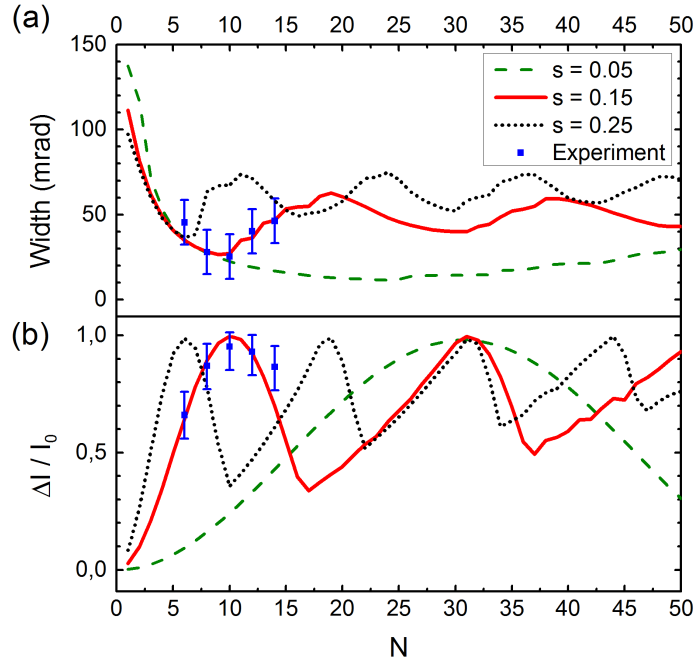 (a)
0 5 10 15 20 25 30 35 40 45 50
150
100
50
0
Width (mrad)
s = 0.05
s = 0.15
s = 0.25
Experiment
(b)
1,0
0,5
0,0
ΔI / I₀
0 5 10 15 20 25 30 35 40 45 50
N